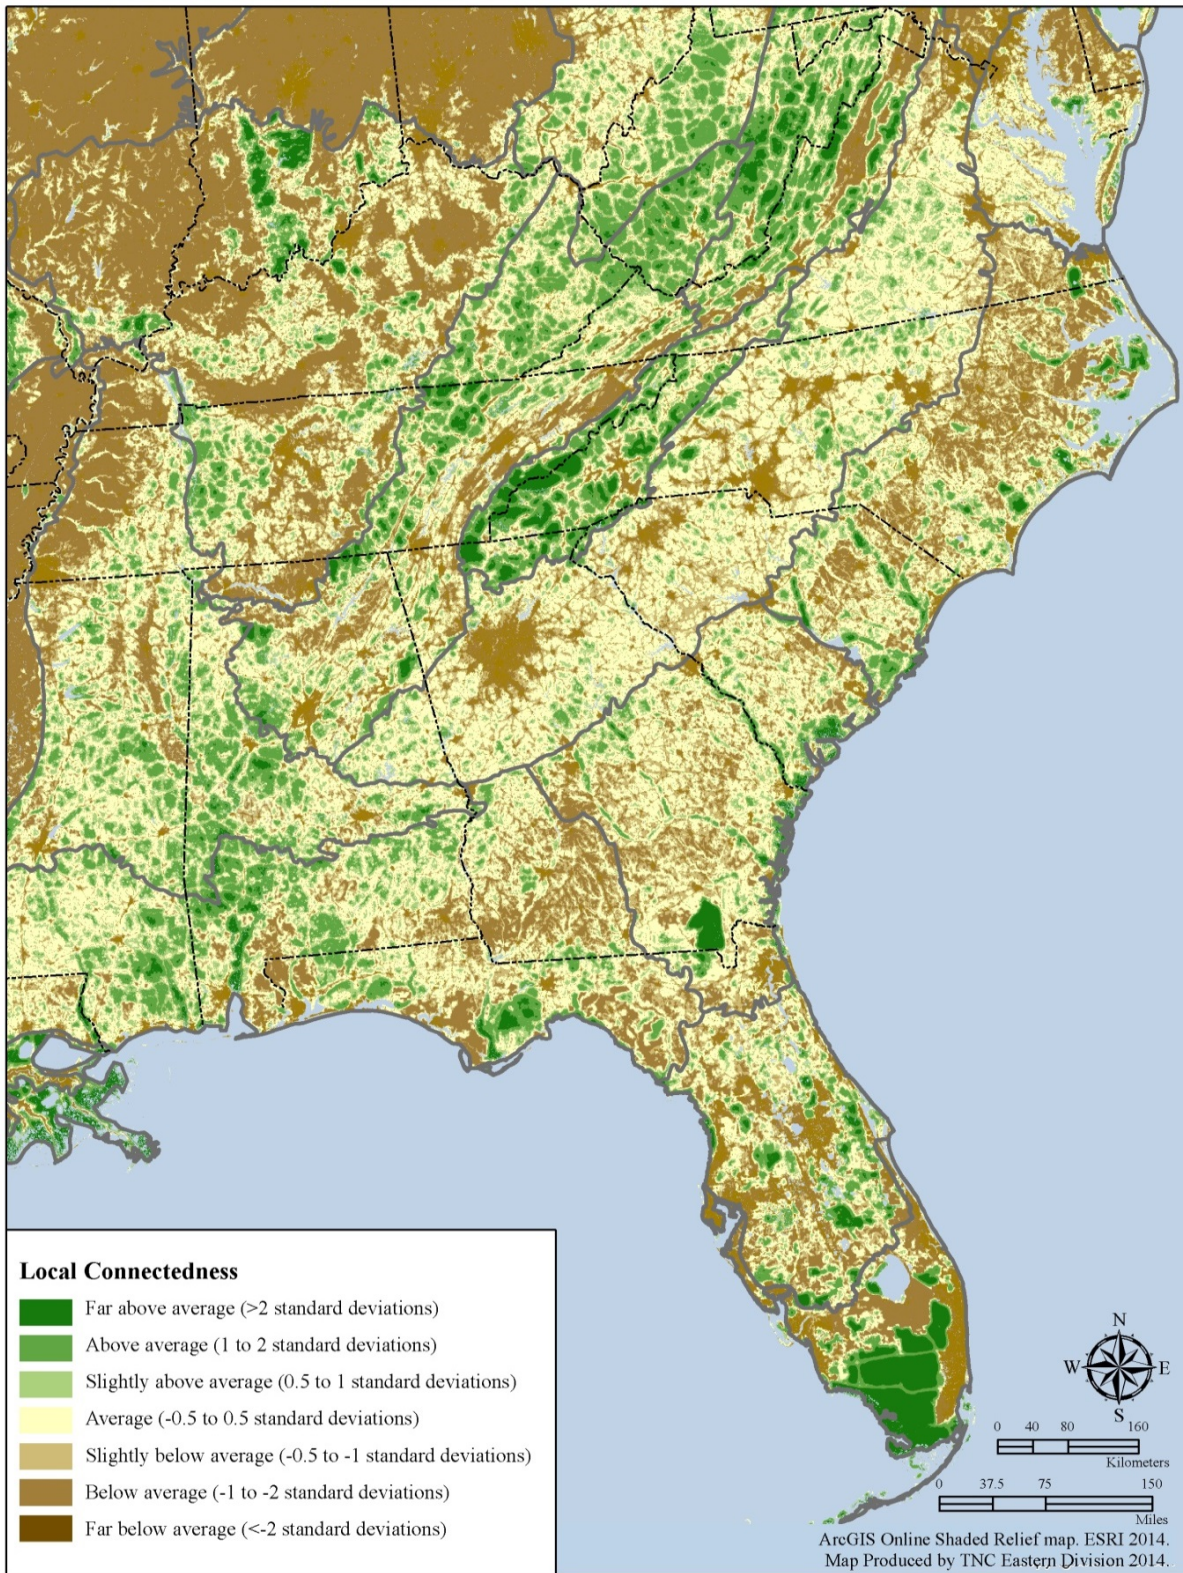 Local Connectedness
Far above average (>2 standard deviations)
Above average (1 to 2 standard deviations)
Slightly above average (0.5 to 1 standard deviations)
Average (-0.5 to 0.5 standard deviations)
Slightly below average (-0.5 to -1 standard deviations)
Below average (-1 to -2 standard deviations)
Far below average (<-2 standard deviations)
N
W E
S
0 40 80 160
Kilometers
0 37.5 75 150
Miles
ArcGIS Online Shaded Relief map. ESRI 2014.
Map Produced by TNC Eastern Division 2014.